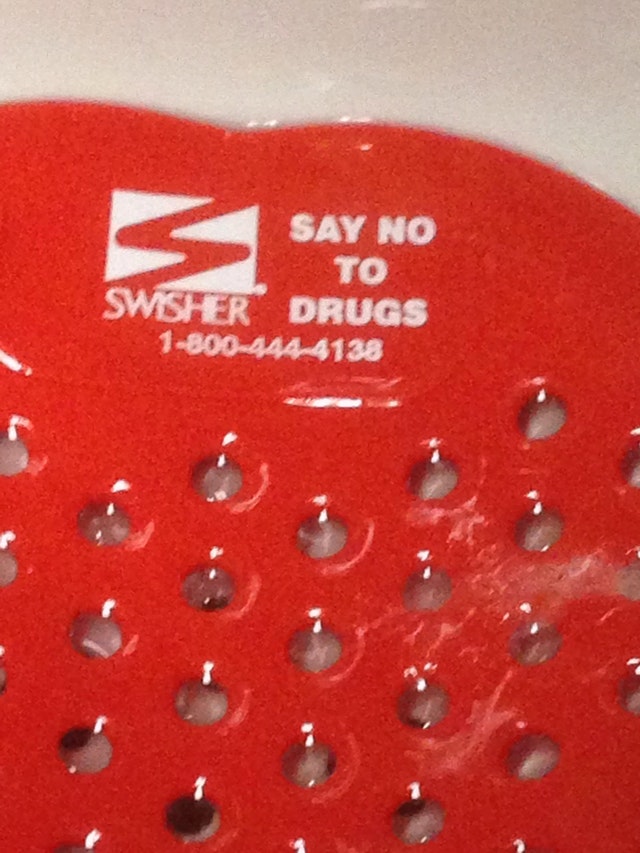 SAY NO
TO
DRUGS
SWISHER
1-800-444-4138